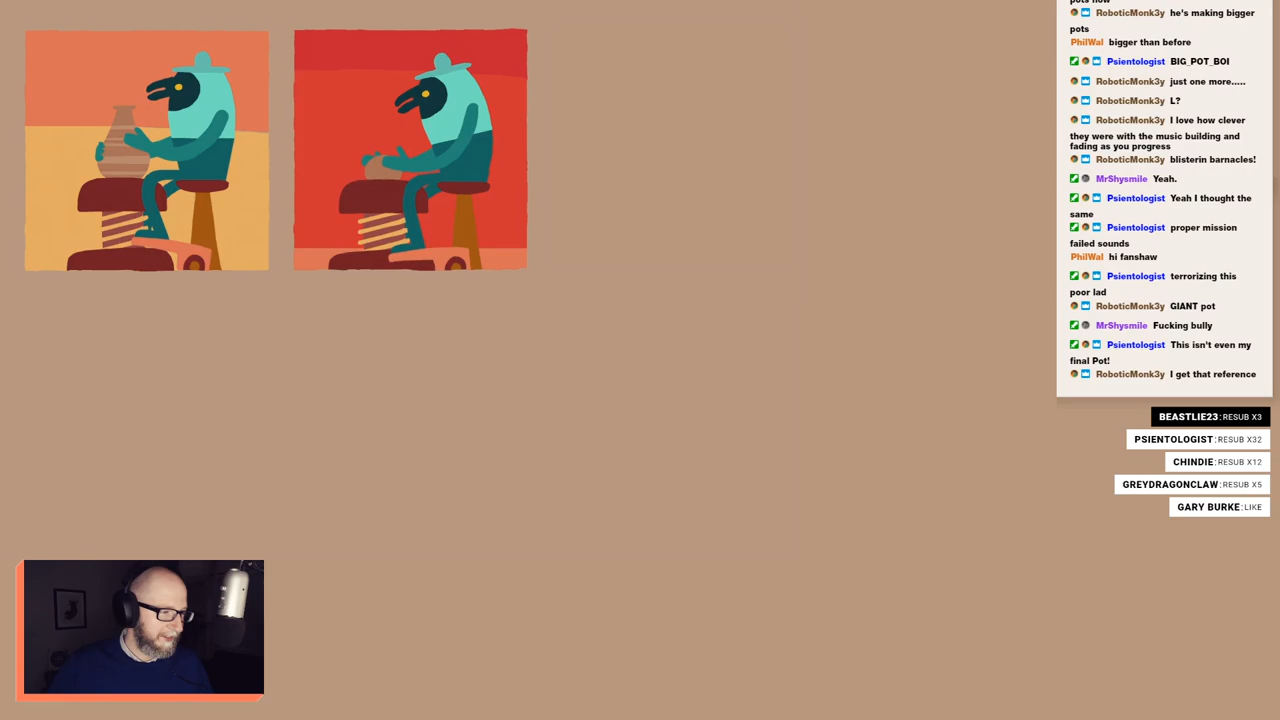 pots now
RoboticMonk3y he's making bigger
pots
PhilWal bigger than before
Psientologist BIG_POT_BOI
RoboticMonk3y just one more.....
RoboticMonk3y L?
RoboticMonk3y I love how clever
they were with the music building and
fading as you progress
RoboticMonk3y blisterin barnacles!
MrShysmile Yeah.
Psientologist Yeah I thought the
same
Psientologist proper mission
failed sounds
PhilWal hi fanshaw
Psientologist terrorizing this
poor lad
RoboticMonk3y GIANT pot
MrShysmile Fucking bully
Psientologist This isn't even my
final Pot!
RoboticMonk3y I get that reference
BEASTLIE23: RESUB X3
PSIENTOLOGIST: RESUB X32
CHINDIE: RESUB X12
GREYDRAGONCLAW: RESUB X5
GARY BURKE: LIKE